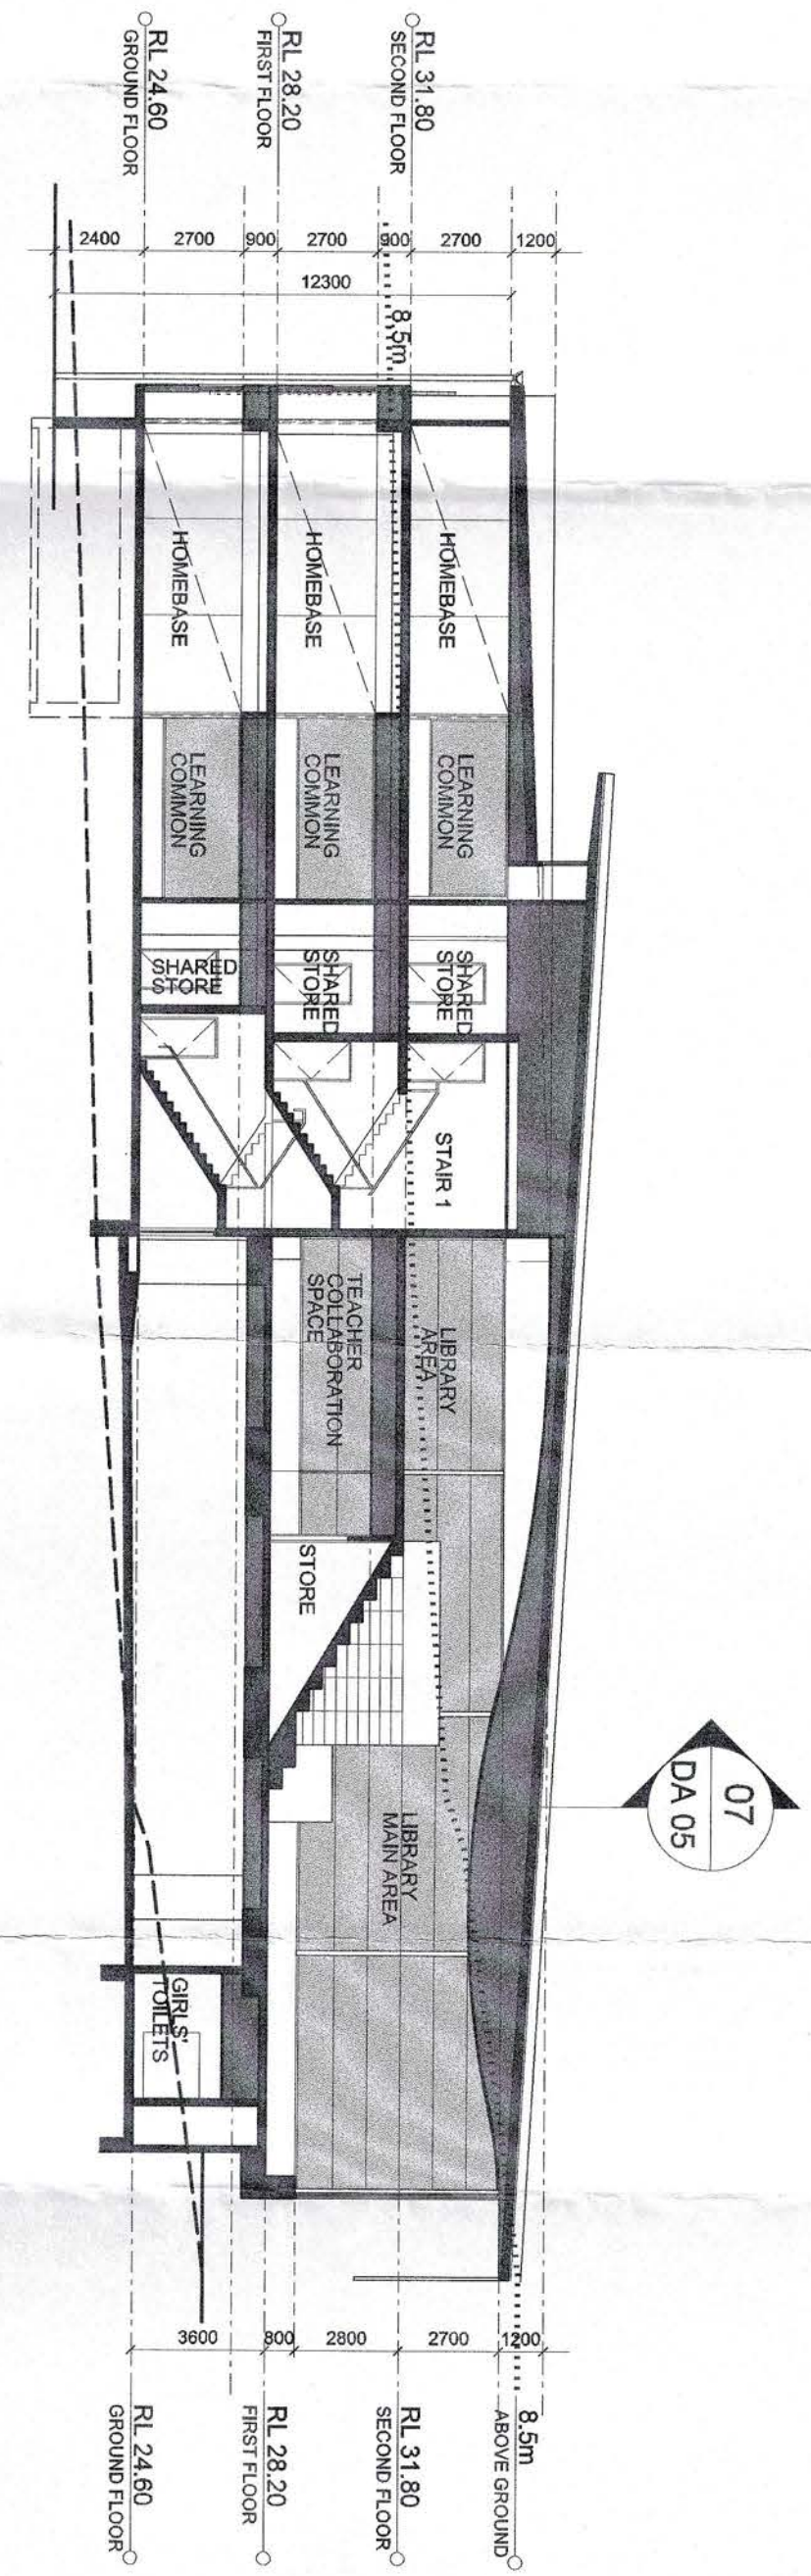 RL 31.80
SECOND FLOOR
RL 28.20
FIRST FLOOR
RL 24.60
GROUND FLOOR
2400
2700
900
2700
900
2700
1200
12300
8.5m
HOMEBASE
HOMEBASE
HOMEBASE
LEARNING
COMMON
LEARNING
COMMON
LEARNING
COMMON
SHARED
STORE
SHARED
STORE
SHARED
STORE
STAIR 1
LIBRARY
AREA
TEACHER
COLLABORATION
SPACE
STORE
07
DA 05
LIBRARY
MAIN AREA
GIRLS'
TOILETS
3600
800
2800
2700
1200
8.5m
ABOVE GROUND
RL 31.80
SECOND FLOOR
RL 28.20
FIRST FLOOR
RL 24.60
GROUND FLOOR